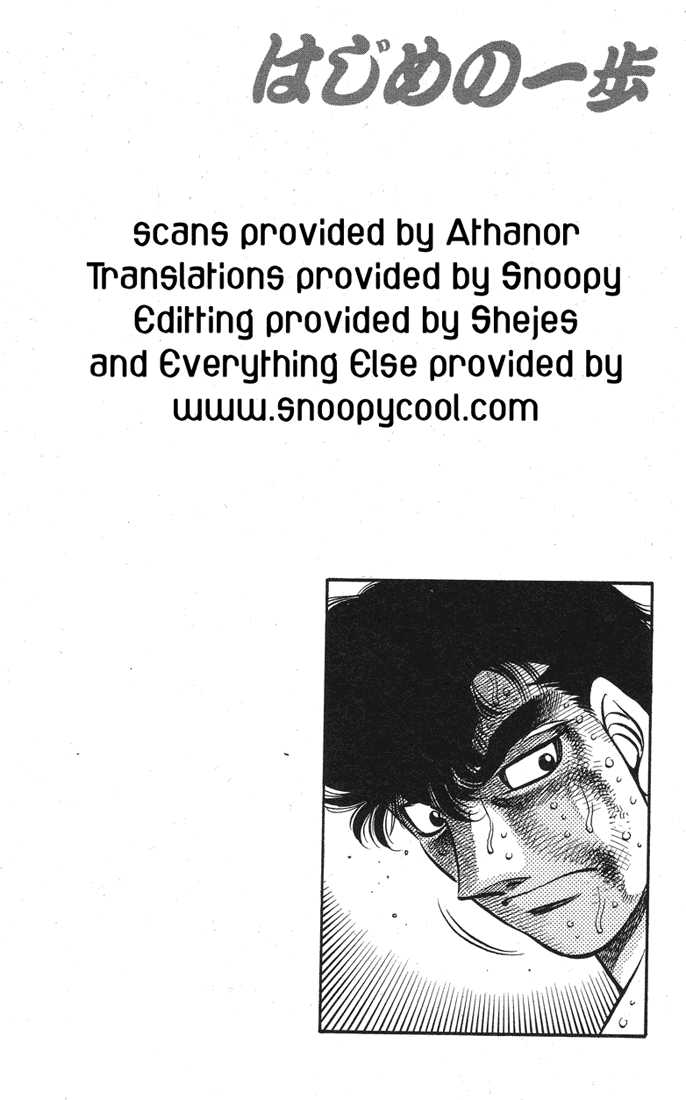 はじめの一歩
scans provided by Athanor
Translations provided by Snoopy
Editting provided by Shejes
and Everything Else provided by
www.snoopycool.com